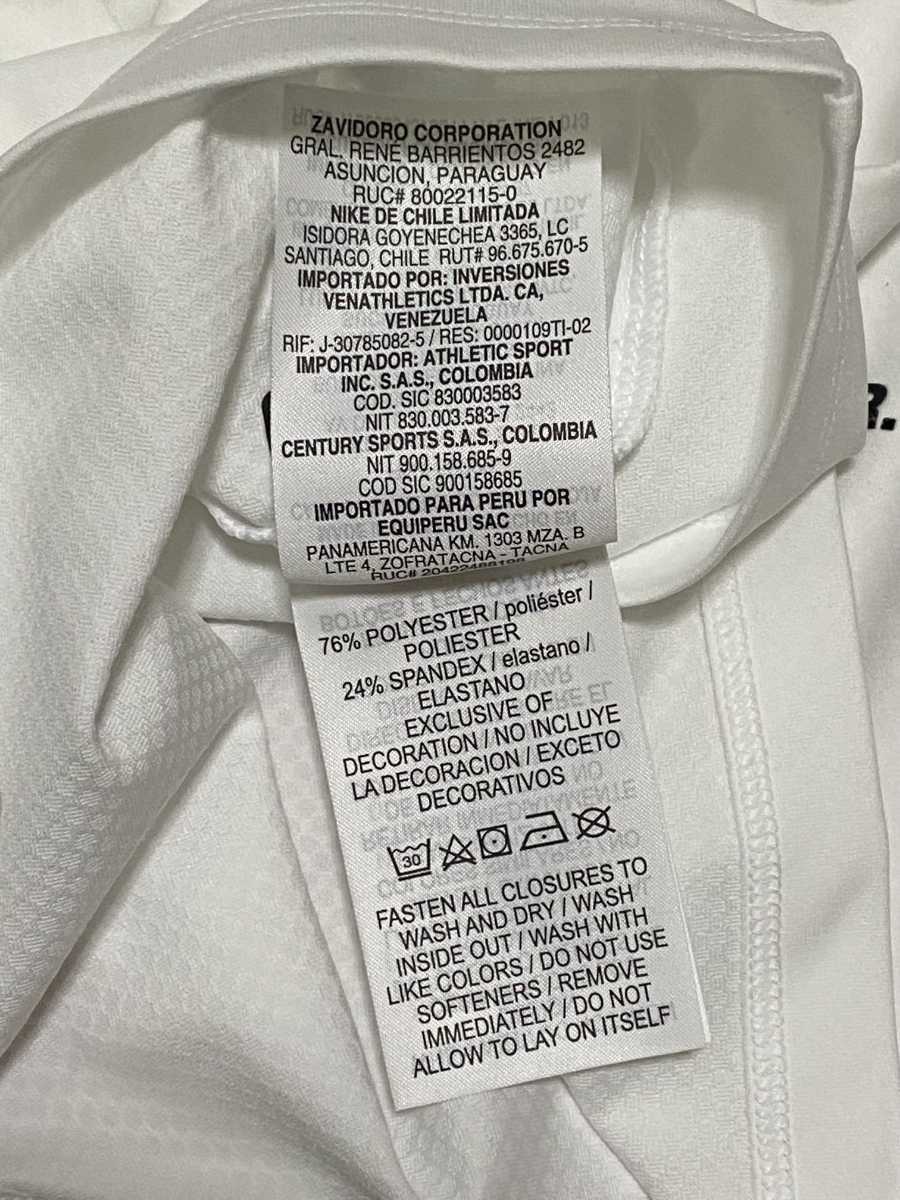 ZAVIDORO CORPORATION
GRAL. RENÉ BARRIENTOS 2482
ASUNCION, PARAGUAY
RUC# 80022115-0
NIKE DE CHILE LIMITADA
ISIDORA GOYENECHEA 3365, LC
SANTIAGO, CHILE RUT# 96.675.670-5
IMPORTADO POR: INVERSIONES
VENATHLETICS LTDA. CA,
VENEZUELA
RIF: J-30785082-5 / RES: 0000109TI-02
IMPORTADOR: ATHLETIC SPORT
INC. S.A.S., COLOMBIA
COD. SIC 830003583
NIT 830.003.583-7
CENTURY SPORTS S.A.S., COLOMBIA
NIT 900.158.685-9
COD SIC 900158685
IMPORTADO PARA PERU POR
EQUIPERU SAC
PANAMERICANA KM. 1303 MZA. B
LTE 4, ZOFRATACNA - TACNA
RUC#
76% POLYESTER / poliéster /
POLIESTER
24% SPANDEX / elastano /
ELASTANO
EXCLUSIVE OF
DECORATION / NO INCLUYE
LA DECORACION / EXCETO
DECORATIVOS
30
FASTEN ALL CLOSURES TO
WASH AND DRY / WASH
INSIDE OUT / WASH WITH
LIKE COLORS / DO NOT USE
SOFTENERS / REMOVE
IMMEDIATELY / DO NOT
ALLOW TO LAY ON ITSELF
R.